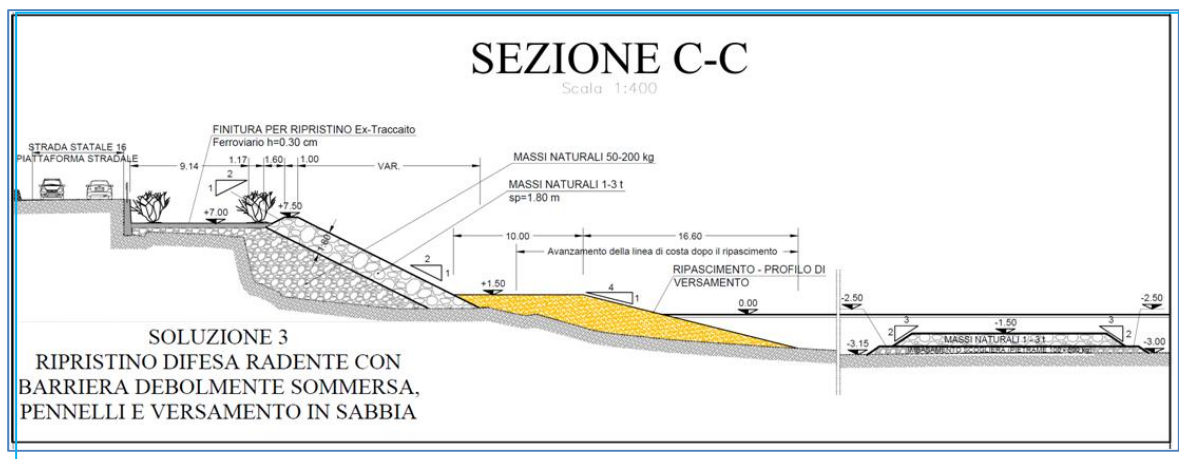 SEZIONE C-C
Scala 1:400
FINITURA PER RIPRISTINO Ex-Traccaito
Ferroviario h=0.30 cm
STRADA STATALE 16
PIATTAFORMA STRADALE
9.14
1.17
1.60
1.00
VAR.
MASSI NATURALI 50-200 kg
MASSI NATURALI 1-3 t
sp=1.80 m
2
1
+7.00
+7.50
1.80
2
1
10.00
16.60
Avanzamento della linea di costa dopo il ripascimento
RIPASCIMENTO - PROFILO DI
VERSAMENTO
+1.50
4
1
0.00
-2.50
-2.50
3
2
-1.50
3
2
MASSI NATURALI 1 - 3 t
-3.15
-3.00
SOLUZIONE 3
RIPRISTINO DIFESA RADENTE CON
BARRIERA DEBOLMENTE SOMMERSA,
PENNELLI E VERSAMENTO IN SABBIA